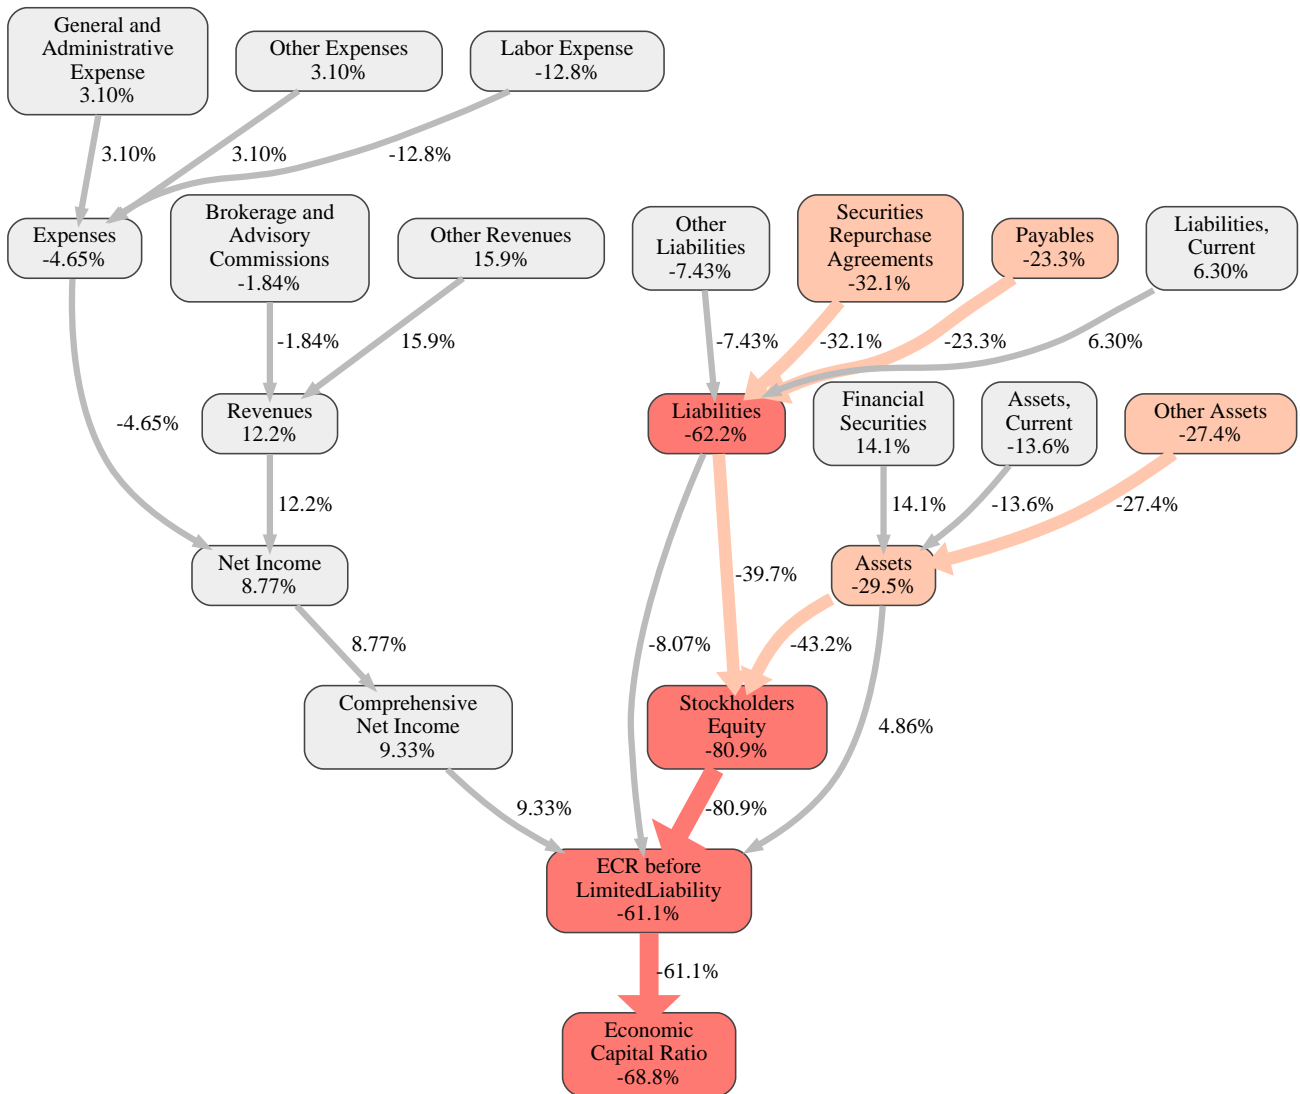 General and
Administrative
Expense
3.10%
Other Expenses
3.10%
Labor Expense
-12.8%
3.10%
3.10%
-12.8%
Expenses
-4.65%
Brokerage and
Advisory
Commissions
-1.84%
Other Revenues
15.9%
Other
Liabilities
-7.43%
Securities
Repurchase
Agreements
-32.1%
Payables
-23.3%
Liabilities,
Current
6.30%
-1.84%
15.9%
-7.43%
-32.1%
-23.3%
6.30%
-4.65%
Revenues
12.2%
Liabilities
-62.2%
Financial
Securities
14.1%
Assets,
Current
-13.6%
Other Assets
-27.4%
12.2%
14.1%
-13.6%
-27.4%
Net Income
8.77%
-39.7%
Assets
-29.5%
8.77%
-8.07%
-43.2%
Comprehensive
Net Income
9.33%
Stockholders
Equity
-80.9%
4.86%
9.33%
-80.9%
ECR before
LimitedLiability
-61.1%
-61.1%
Economic
Capital Ratio
-68.8%